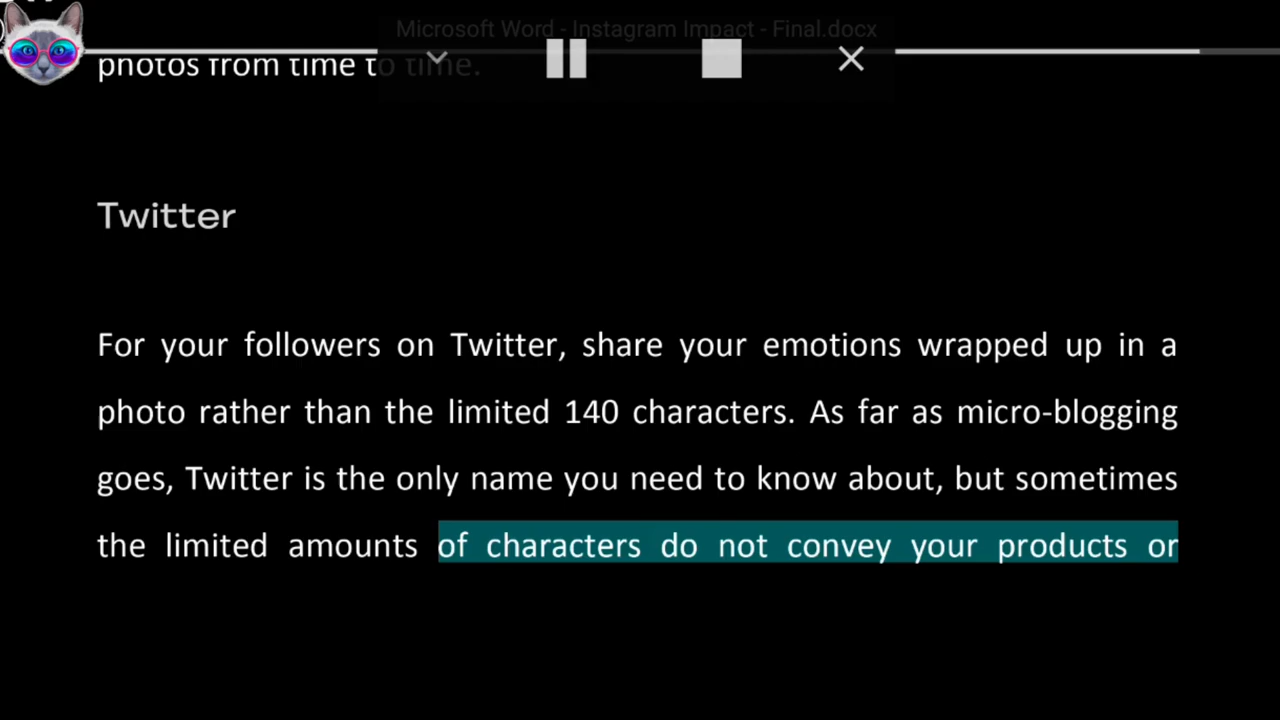 Microsoft Word - Instagram Impact - Final.docx
photos from time to time.
Twitter
For your followers on Twitter, share your emotions wrapped up in a
photo rather than the limited 140 characters. As far as micro-blogging
goes, Twitter is the only name you need to know about, but sometimes
the limited amounts of characters do not convey your products or